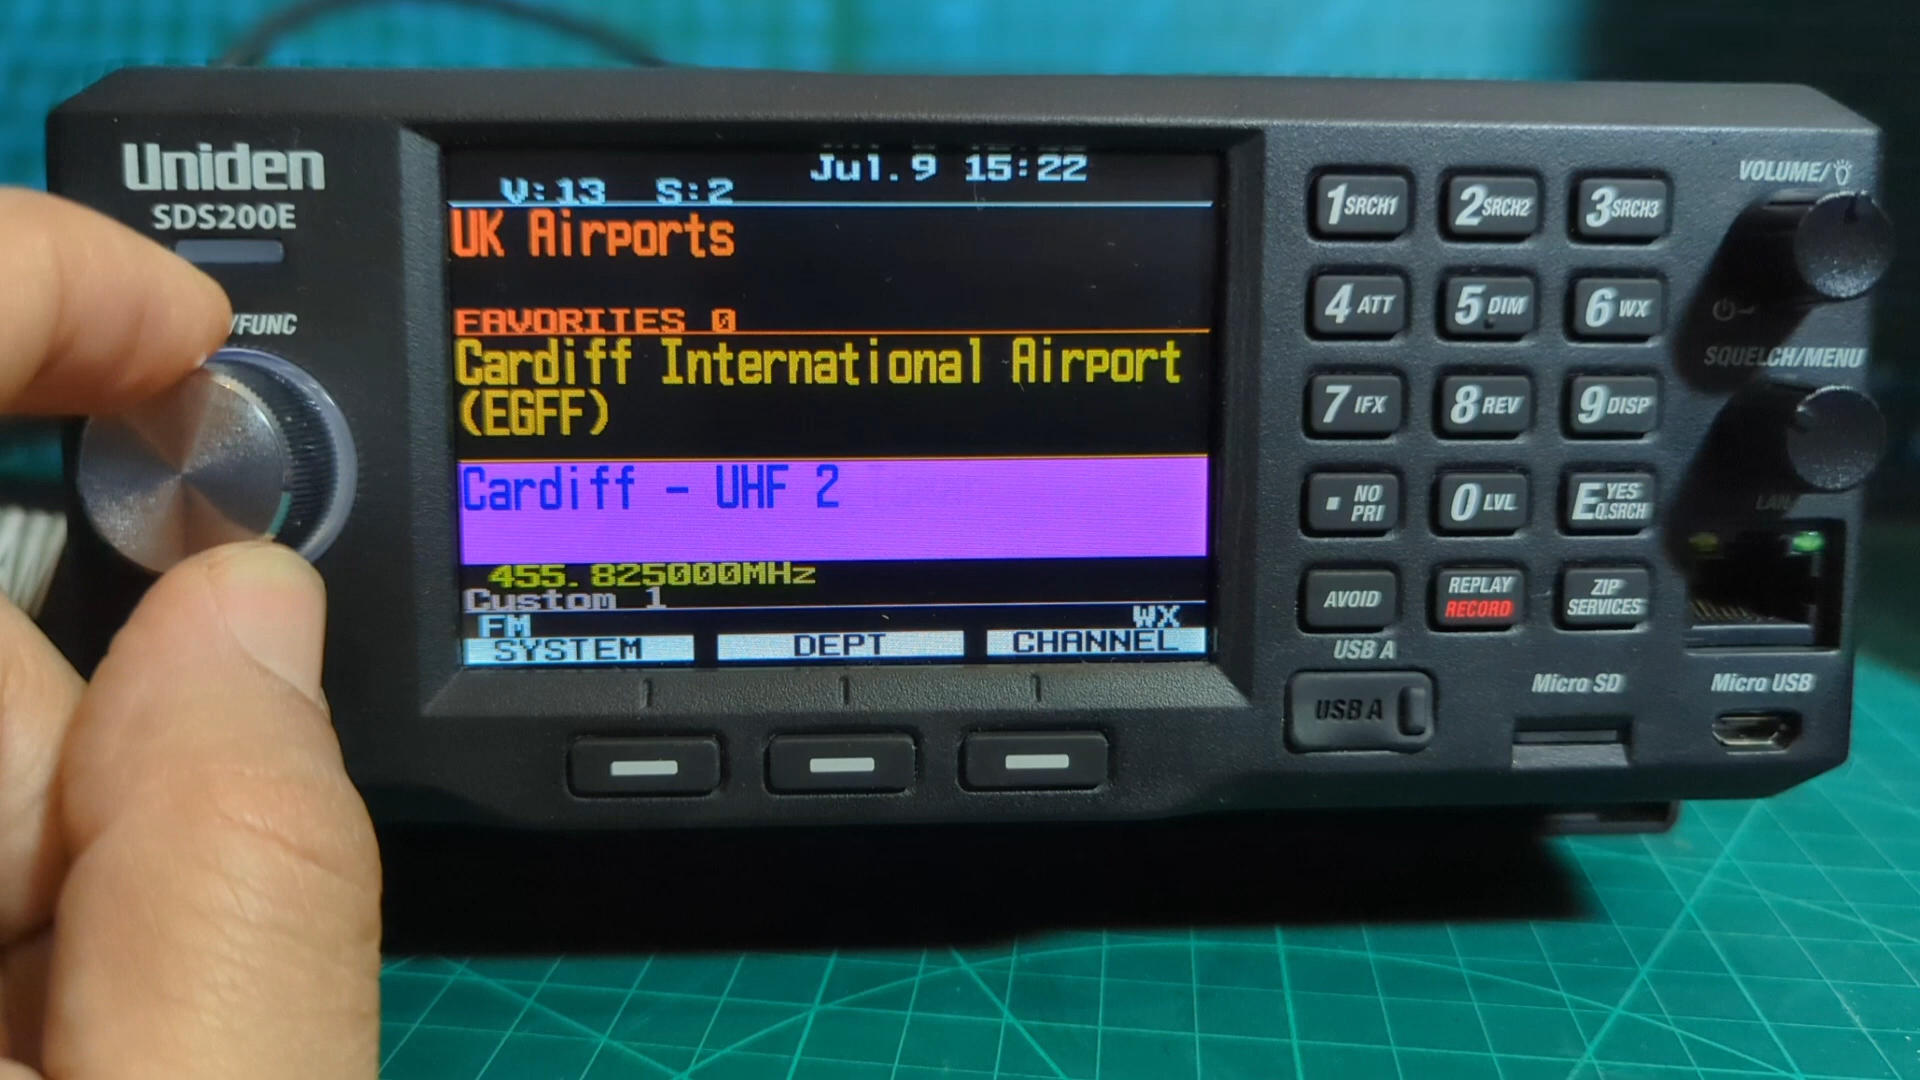 Uniden
SDS200E
/FUNC
Jul. 9 15:22
V:13 S:2
UK Airports
FAVORITES 0
Cardiff International Airport
(EGFF)
Cardiff - UHF 2
455.825000MHz
Custom 1
FM
WX
SYSTEM DEPT CHANNEL
1 SRCH1 2 SRCH2 3 SRCH3
4 ATT 5 DIM 6 WX
7 IFX 8 REV 9 DISP
. NO PRI 0 LVL E YES Q.SRCH
AVOID REPLAY RECORD ZIP SERVICES
VOLUME/
SQUELCH/MENU
LAN
USB A
USB A
Micro SD
Micro USB